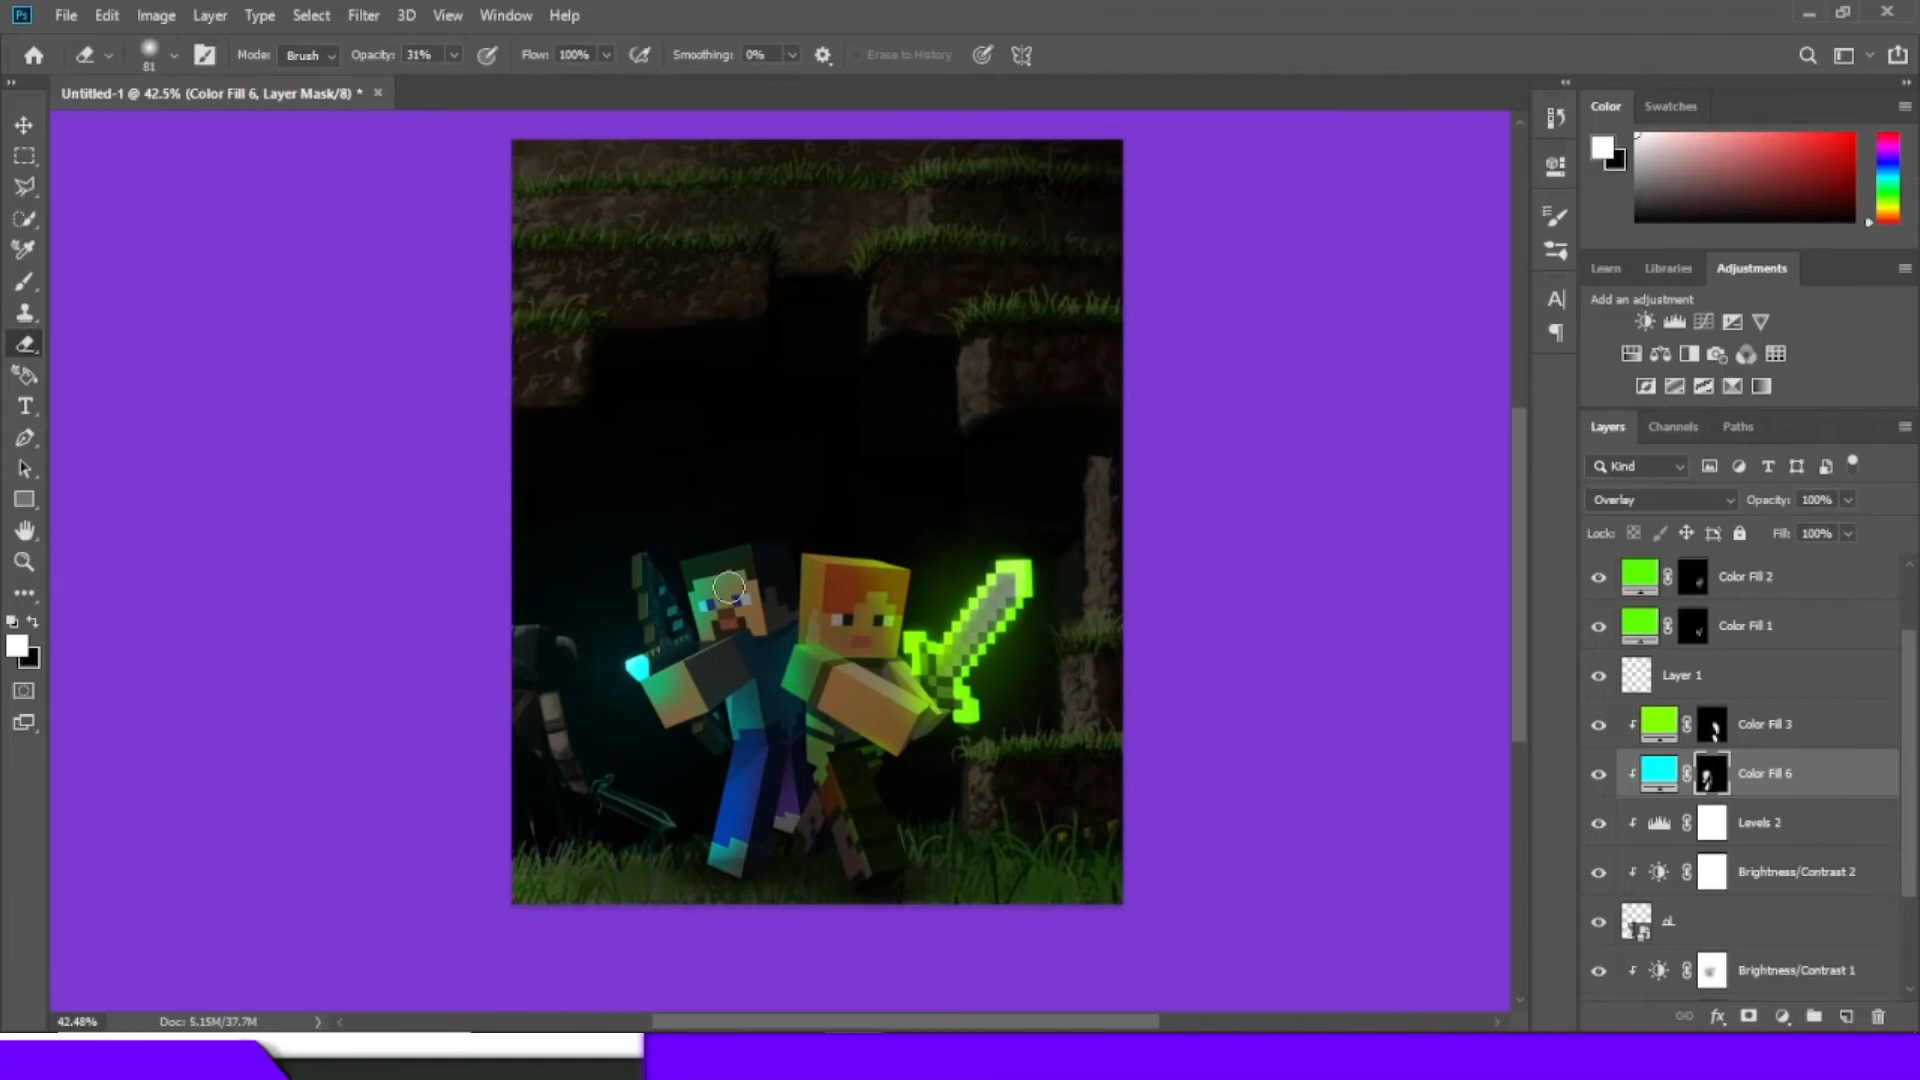 Ps File Edit Image Layer Type Select Filter 3D View Window Help
81 Mode: Brush Opacity: 31% Flow: 100% Smoothing: 0% Erase to History
Untitled-1 @ 42.5% (Color Fill 6, Layer Mask/8) * ×
Color Swatches
Learn Libraries Adjustments
Add an adjustment
Layers Channels Paths
Kind
Overlay Opacity: 100%
Lock: Fill: 100%
Color Fill 2
Color Fill 1
Layer 1
Color Fill 3
Color Fill 6
Levels 2
Brightness/Contrast 2
Brightness/Contrast 1
42.48% Doc: 5.15M/37.7M